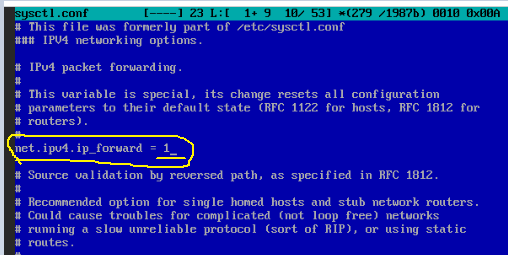 sysctl.conf [----] 23 L:[ 1+ 9 10/ 53] *(279 /1987b) 0010 0x00A
# This file was formerly part of /etc/sysctl.conf
### IPV4 networking options.
# IPv4 packet forwarding.
#
# This variable is special, its change resets all configuration
# parameters to their default state (RFC 1122 for hosts, RFC 1812 for
# routers).
#
net.ipv4.ip_forward = 1
# Source validation by reversed path, as specified in RFC 1812.
#
# Recommended option for single homed hosts and stub network routers.
# Could cause troubles for complicated (not loop free) networks
# running a slow unreliable protocol (sort of RIP), or using static
# routes.
#